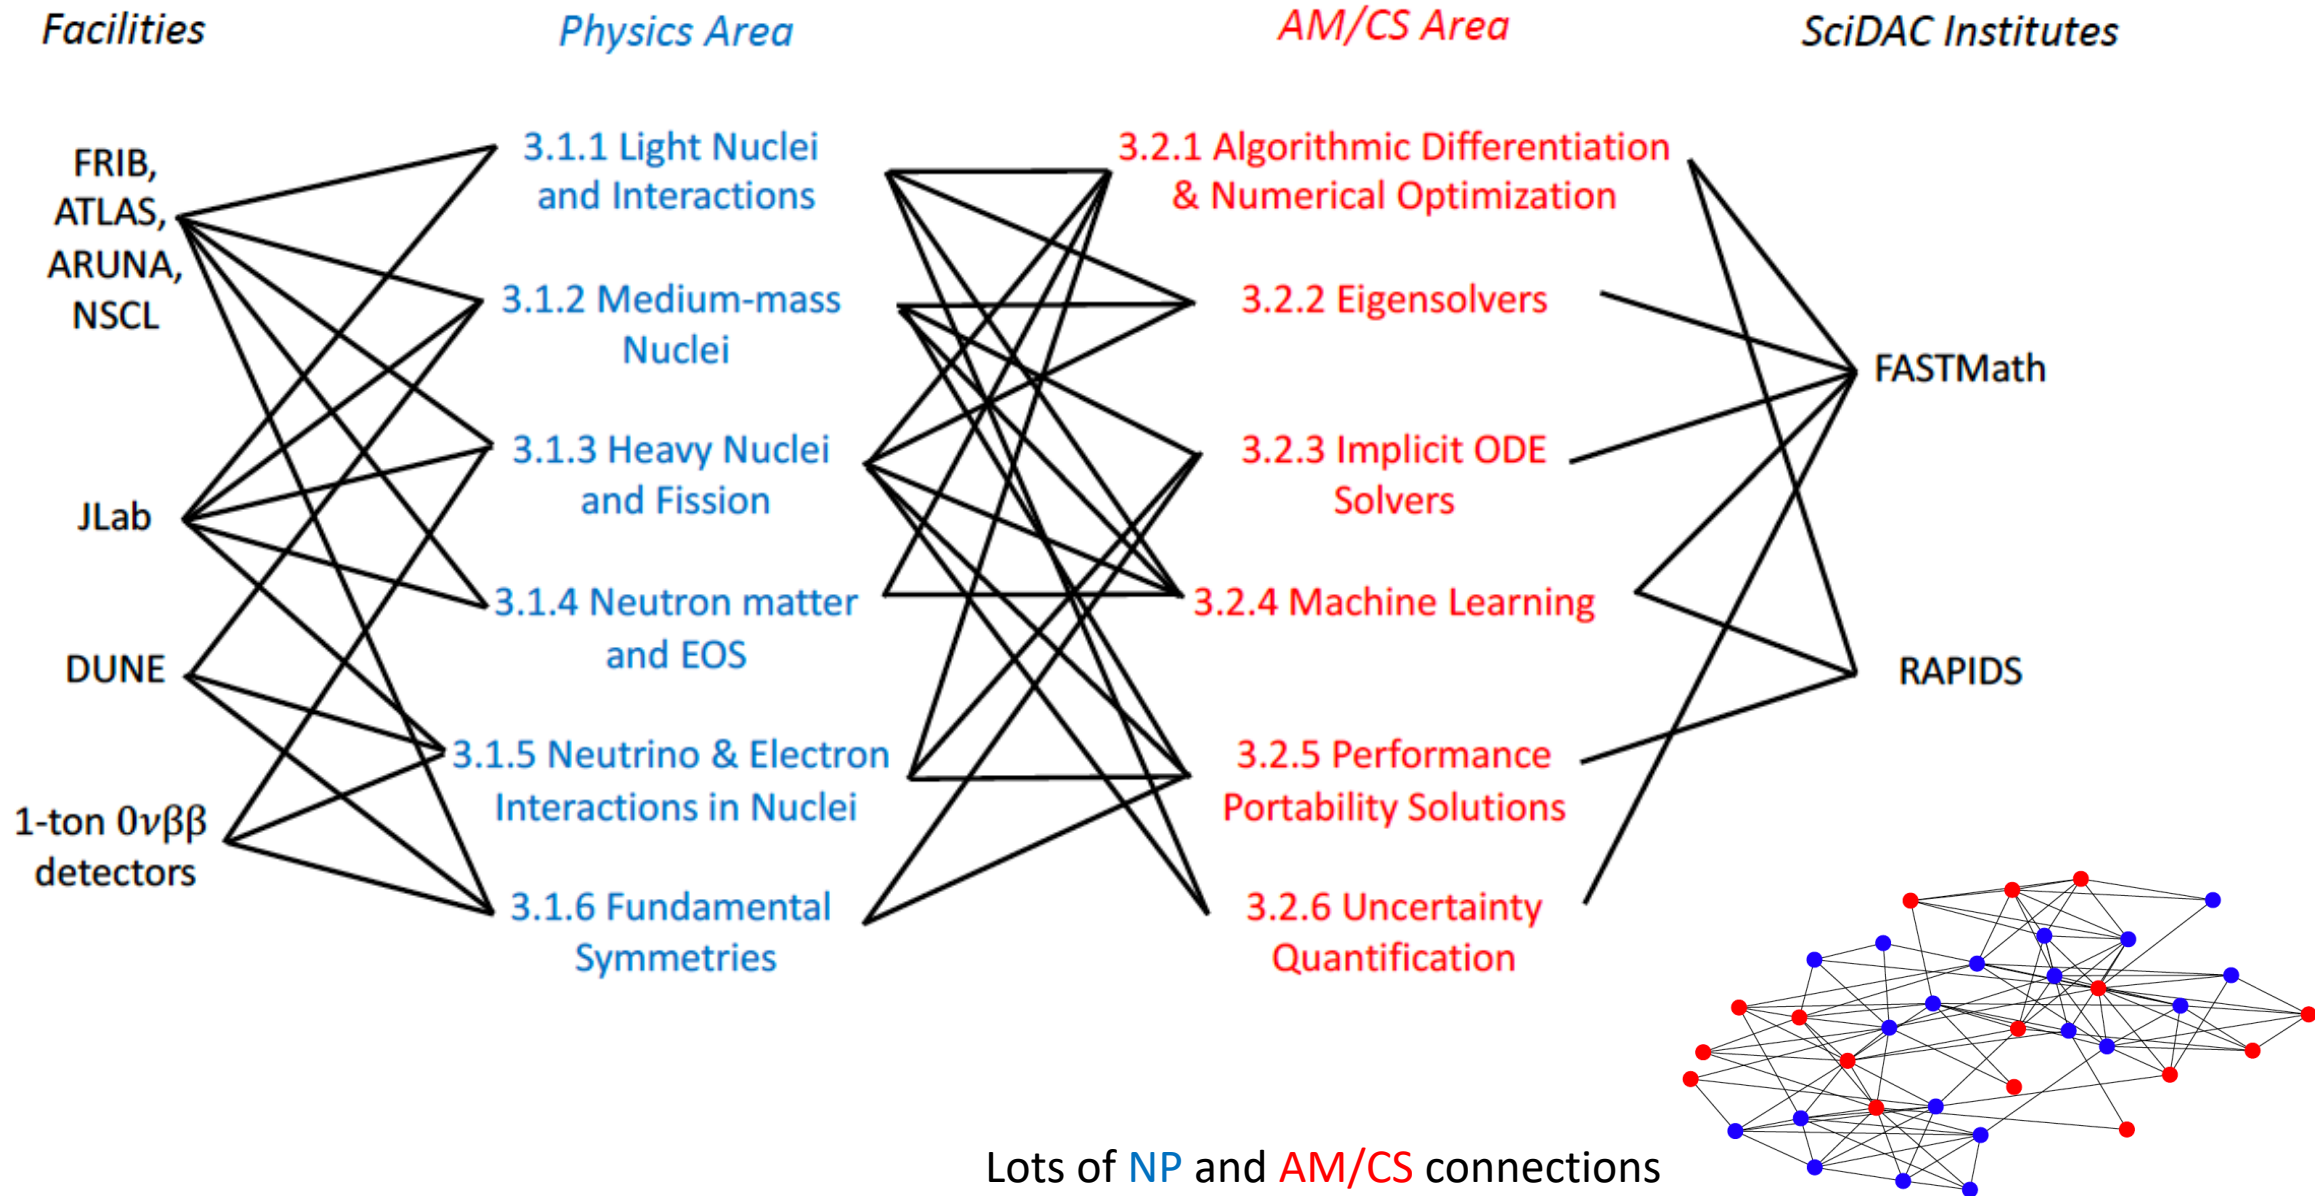 Facilities
Physics Area
AM/CS Area
SciDAC Institutes
FRIB,
ATLAS,
ARUNA,
NSCL
JLab
DUNE
1-ton 0νββ
detectors
3.1.1 Light Nuclei
and Interactions
3.1.2 Medium-mass
Nuclei
3.1.3 Heavy Nuclei
and Fission
3.1.4 Neutron matter
and EOS
3.1.5 Neutrino & Electron
Interactions in Nuclei
3.1.6 Fundamental
Symmetries
3.2.1 Algorithmic Differentiation
& Numerical Optimization
3.2.2 Eigensolvers
3.2.3 Implicit ODE
Solvers
3.2.4 Machine Learning
3.2.5 Performance
Portability Solutions
3.2.6 Uncertainty
Quantification
FASTMath
RAPIDS
Lots of NP and AM/CS connections